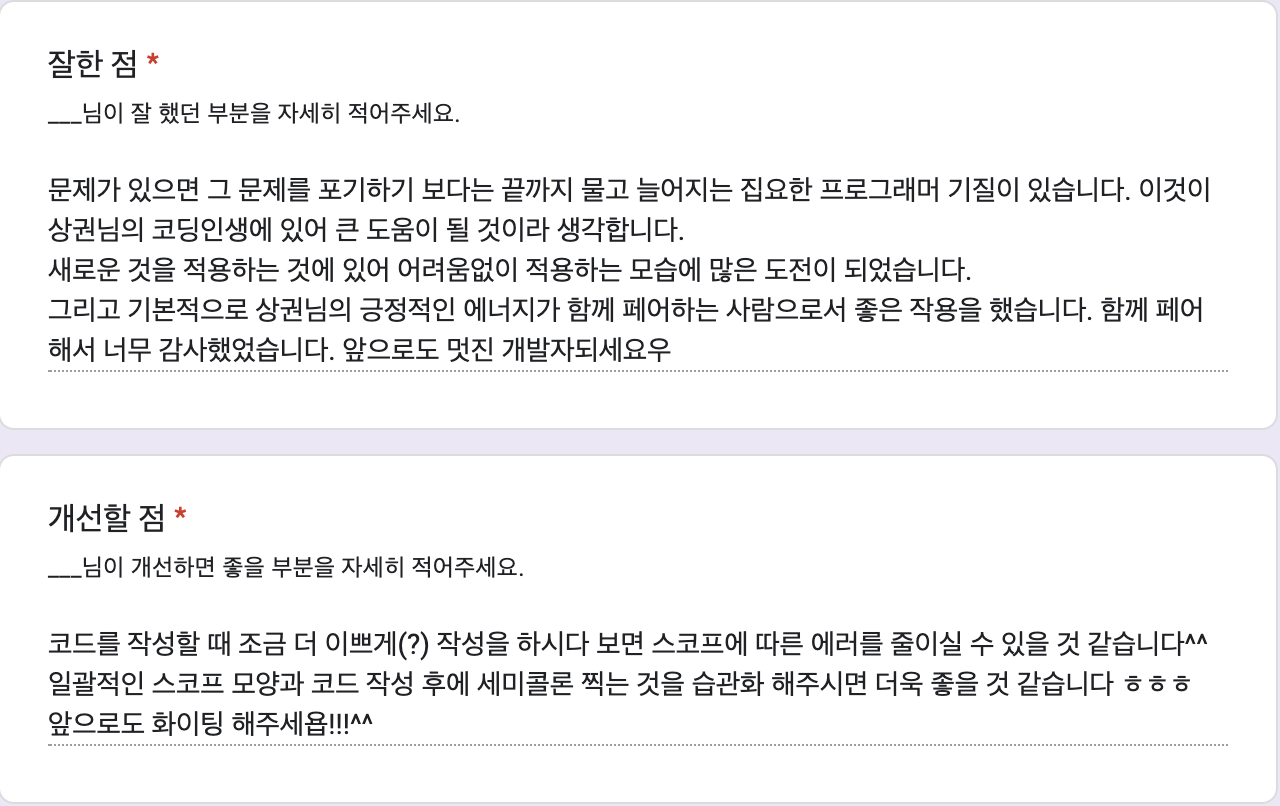 잘한 점 *
___님이 잘 했던 부분을 자세히 적어주세요.
문제가 있으면 그 문제를 포기하기 보다는 끝까지 물고 늘어지는 집요한 프로그래머 기질이 있습니다. 이것이
상권님의 코딩인생에 있어 큰 도움이 될 것이라 생각합니다.
새로운 것을 적용하는 것에 있어 어려움없이 적용하는 모습에 많은 도전이 되었습니다.
그리고 기본적으로 상권님의 긍정적인 에너지가 함께 페어하는 사람으로서 좋은 작용을 했습니다. 함께 페어
해서 너무 감사했었습니다. 앞으로도 멋진 개발자되세요우
개선할 점 *
___님이 개선하면 좋을 부분을 자세히 적어주세요.
코드를 작성할 때 조금 더 이쁘게(?) 작성을 하시다 보면 스코프에 따른 에러를 줄이실 수 있을 것 같습니다^^
일괄적인 스코프 모양과 코드 작성 후에 세미콜론 찍는 것을 습관화 해주시면 더욱 좋을 것 같습니다 ㅎㅎㅎ
앞으로도 화이팅 해주세욥!!!^^